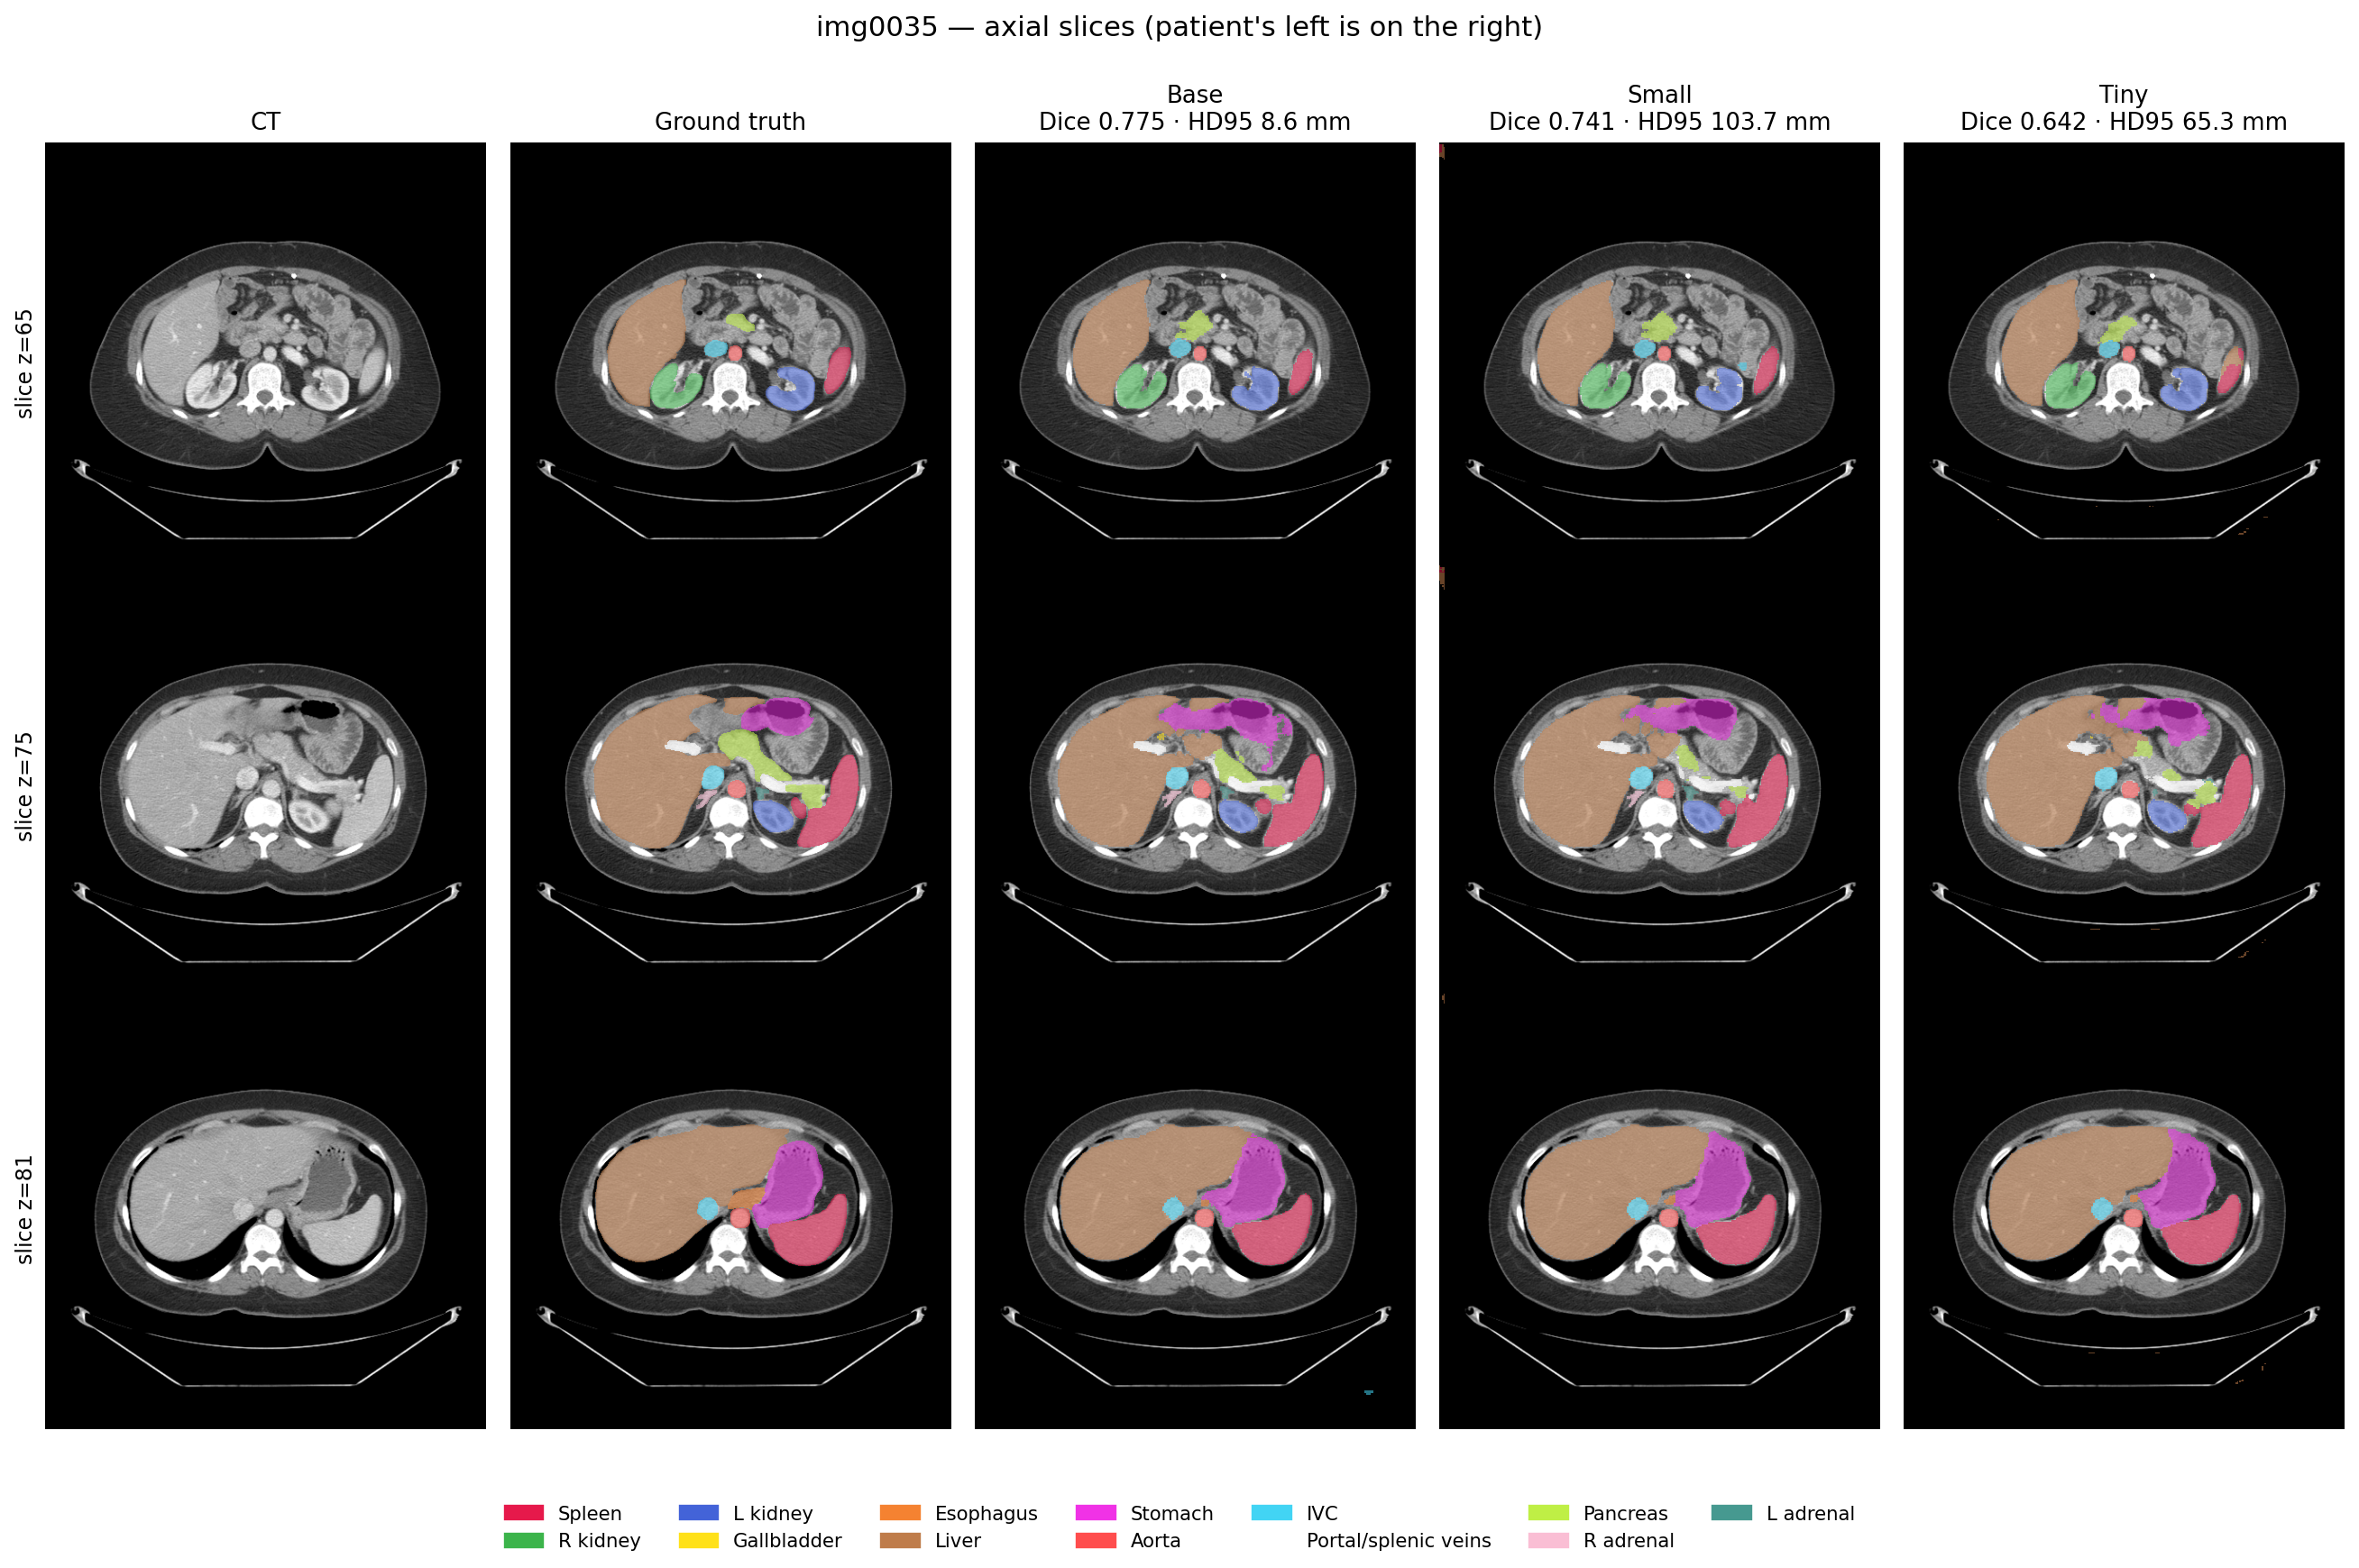 img0035 — axial slices (patient's left is on the right)
CT
Ground truth
Base
Dice 0.775 · HD95 8.6 mm
Small
Dice 0.741 · HD95 103.7 mm
Tiny
Dice 0.642 · HD95 65.3 mm
slice z=65
slice z=75
slice z=81
Spleen
R kidney
L kidney
Gallbladder
Esophagus
Liver
Stomach
Aorta
IVC
Portal/splenic veins
Pancreas
R adrenal
L adrenal